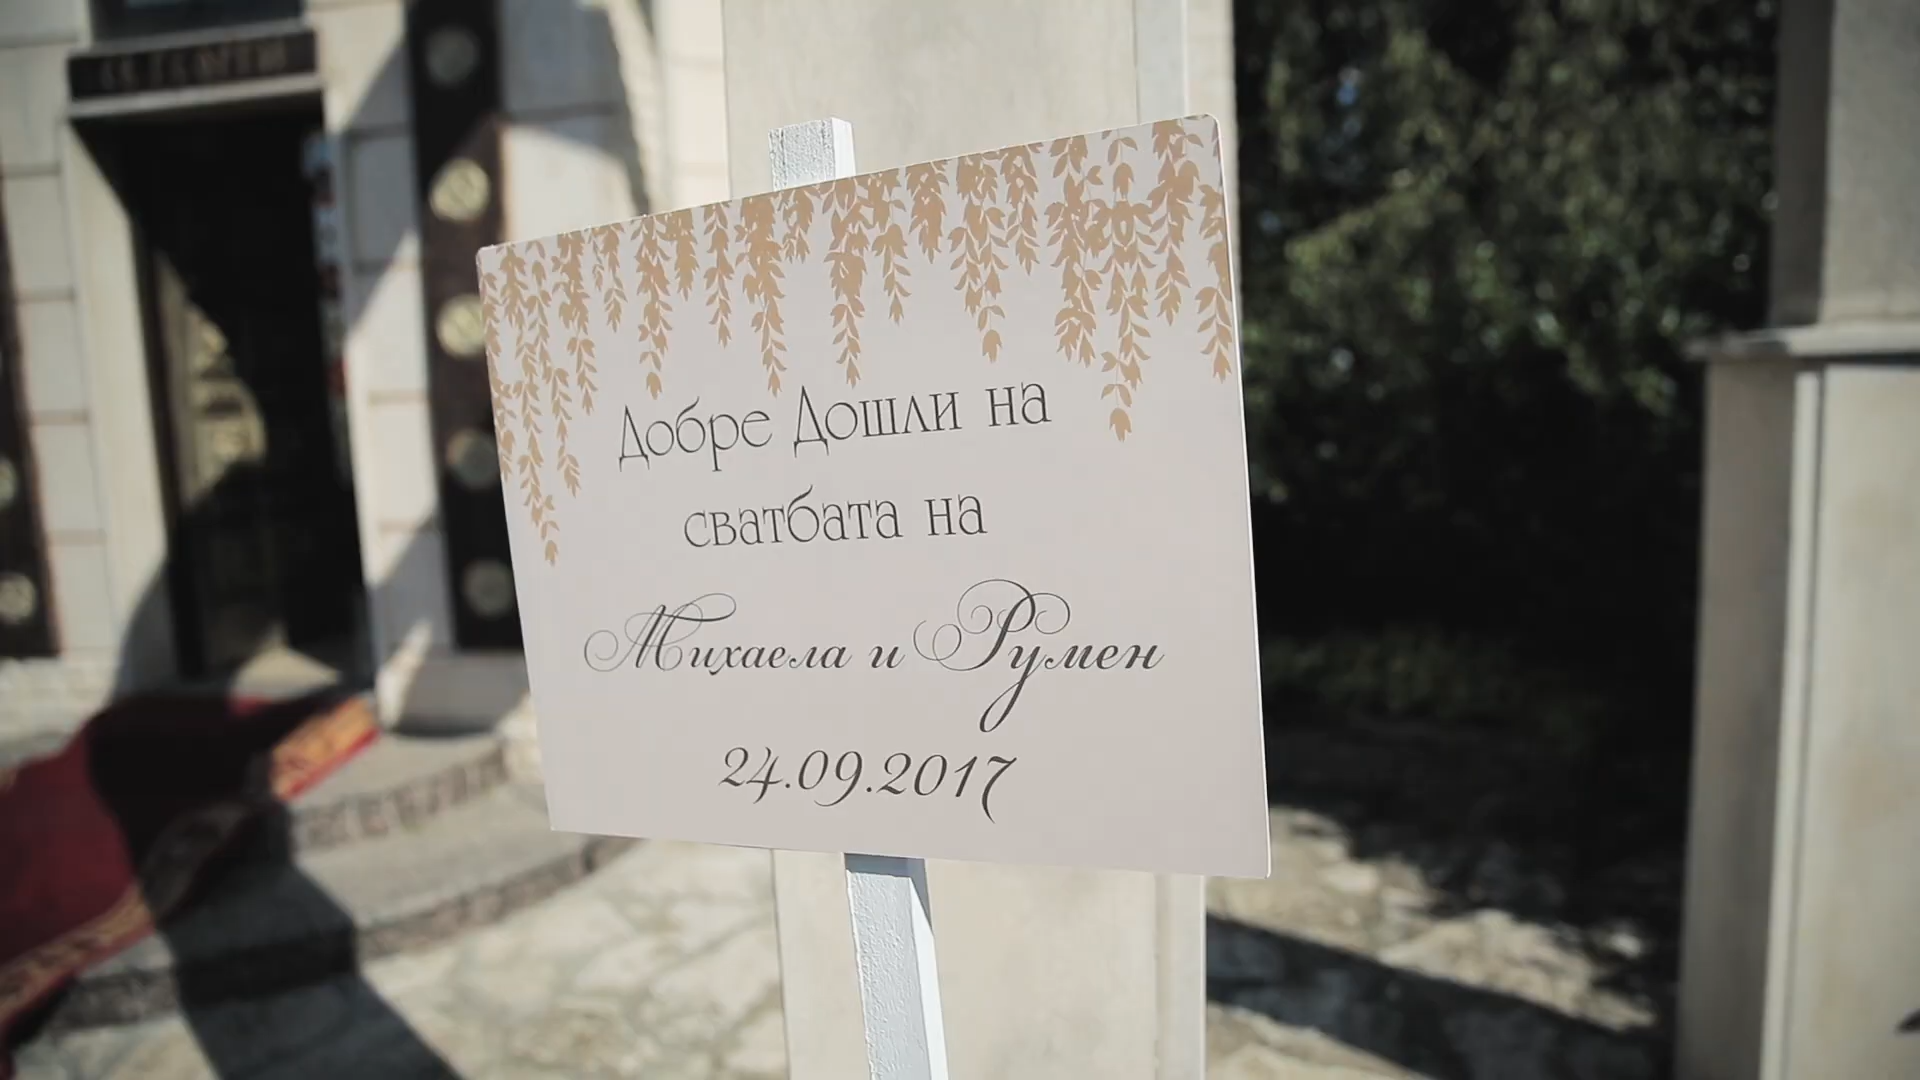 Добре Дошли на
сватбата на
Михаела и Румен
24.09.2017